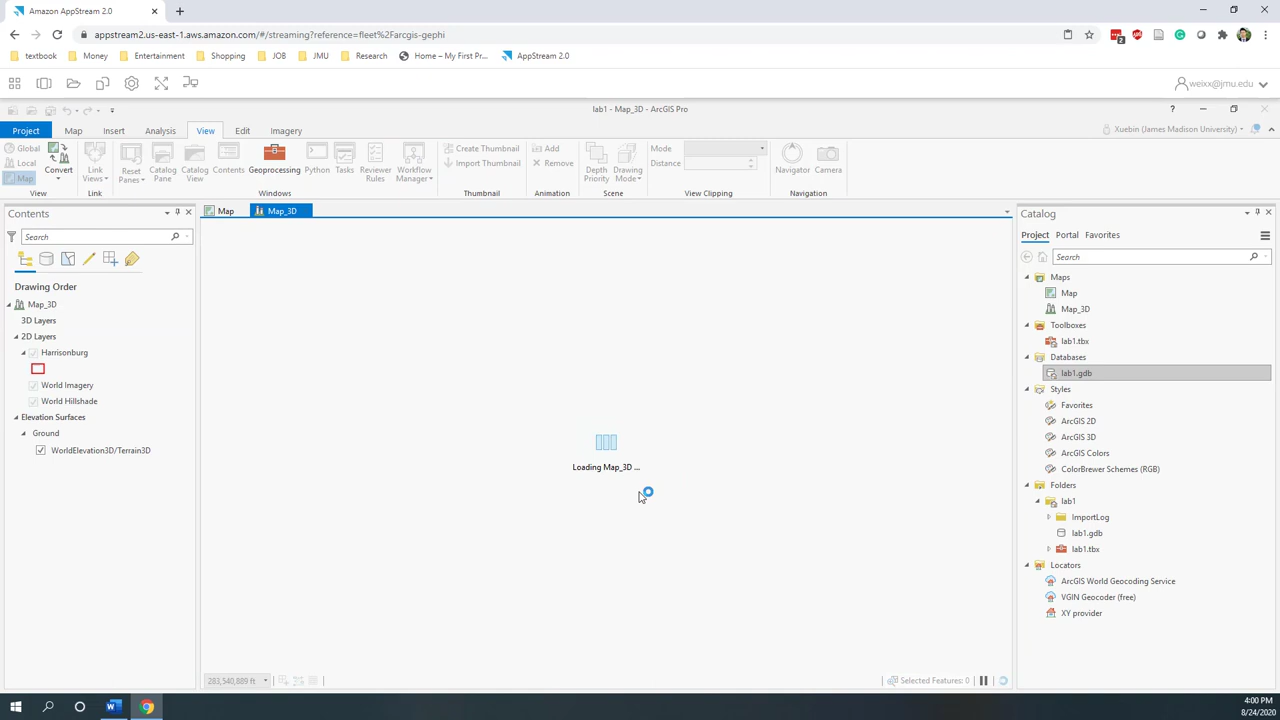 Amazon AppStream 2.0
appstream2.us-east-1.aws.amazon.com/#/streaming?reference=fleet%2Farcgis-gephi
2
textbook Money Entertainment Shopping JOB JMU Research Home – My First Pr... AppStream 2.0
weixx@jmu.edu
lab1 - Map_3D - ArcGIS Pro
?
Project Map Insert Analysis View Edit Imagery
Xuebin (James Madison University)
Global
Local
Map
Convert
View
Link Views
Link
Reset Panes
Catalog Pane
Catalog View
Contents
Geoprocessing
Python
Tasks
Reviewer Rules
Workflow Manager
Windows
Create Thumbnail
Import Thumbnail
Thumbnail
Add
Remove
Animation
Depth Priority
Drawing Mode
Scene
Mode
Distance
View Clipping
Navigator
Camera
Navigation
Contents
Search
Drawing Order
Map_3D
3D Layers
2D Layers
Harrisonburg
World Imagery
World Hillshade
Elevation Surfaces
Ground
WorldElevation3D/Terrain3D
Map Map_3D
Loading Map_3D ...
283,540,889 ft
Selected Features: 0
Catalog
Project Portal Favorites
Search
Maps
Map
Map_3D
Toolboxes
lab1.tbx
Databases
lab1.gdb
Styles
Favorites
ArcGIS 2D
ArcGIS 3D
ArcGIS Colors
ColorBrewer Schemes (RGB)
Folders
lab1
ImportLog
lab1.gdb
lab1.tbx
Locators
ArcGIS World Geocoding Service
VGIN Geocoder (free)
XY provider
4:00 PM
8/24/2020